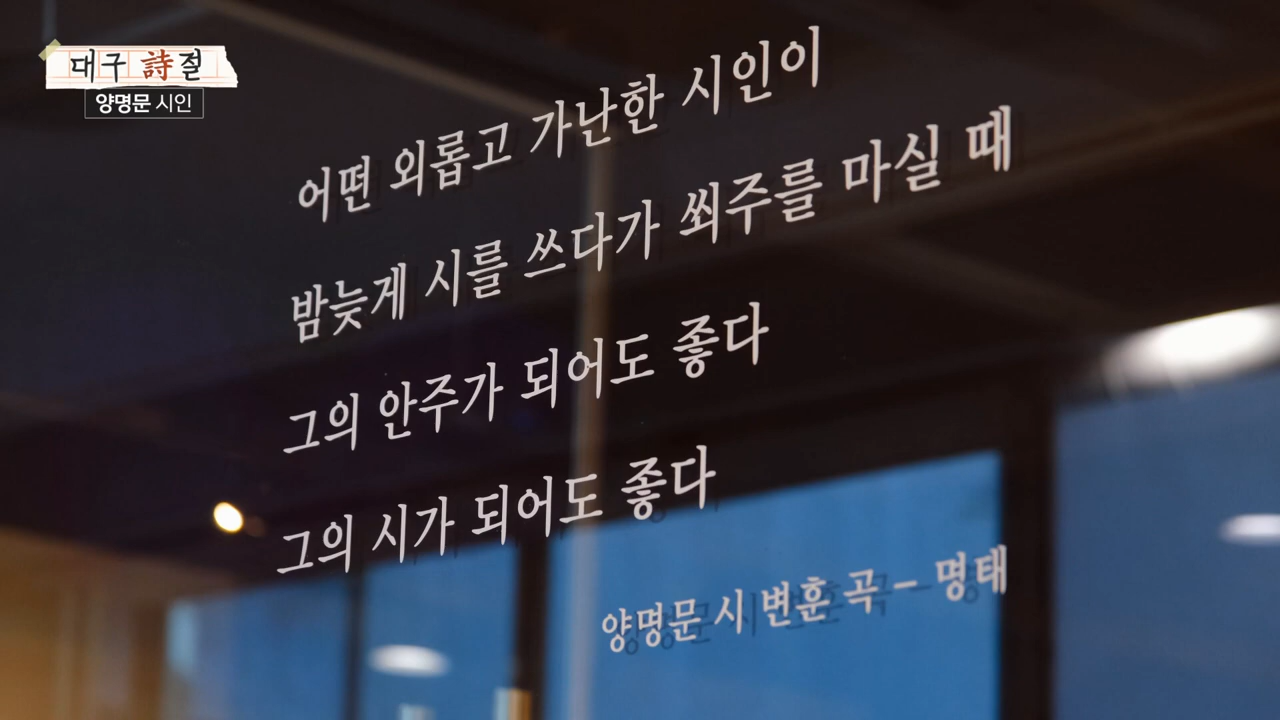 대구 詩절
양명문 시인
어떤 외롭고 가난한 시인이
밤늦게 시를 쓰다가 쐬주를 마실 때
그의 안주가 되어도 좋다
그의 시가 되어도 좋다
양명문 시 변훈 곡 - 명태